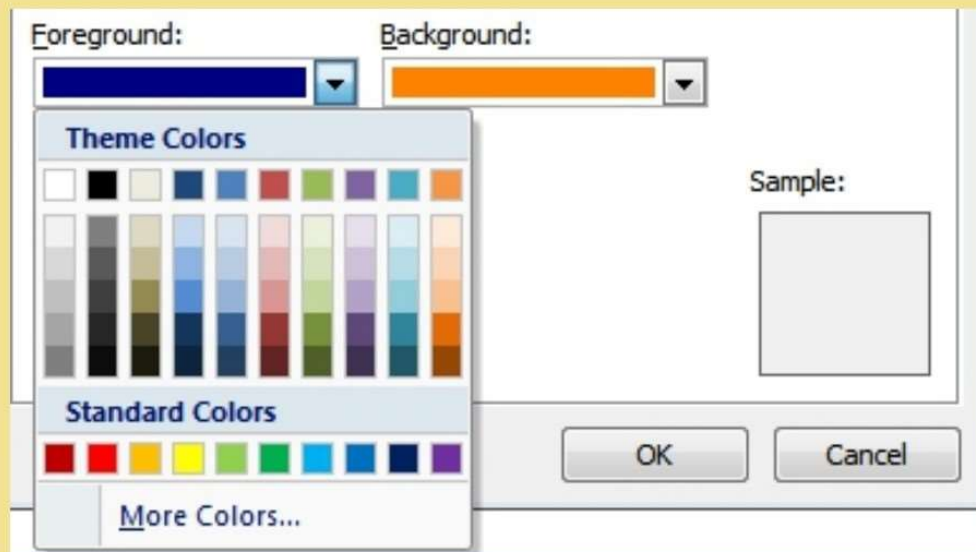 Foreground: Background:
Theme Colors
Sample:
Standard Colors
OK Cancel
More Colors...